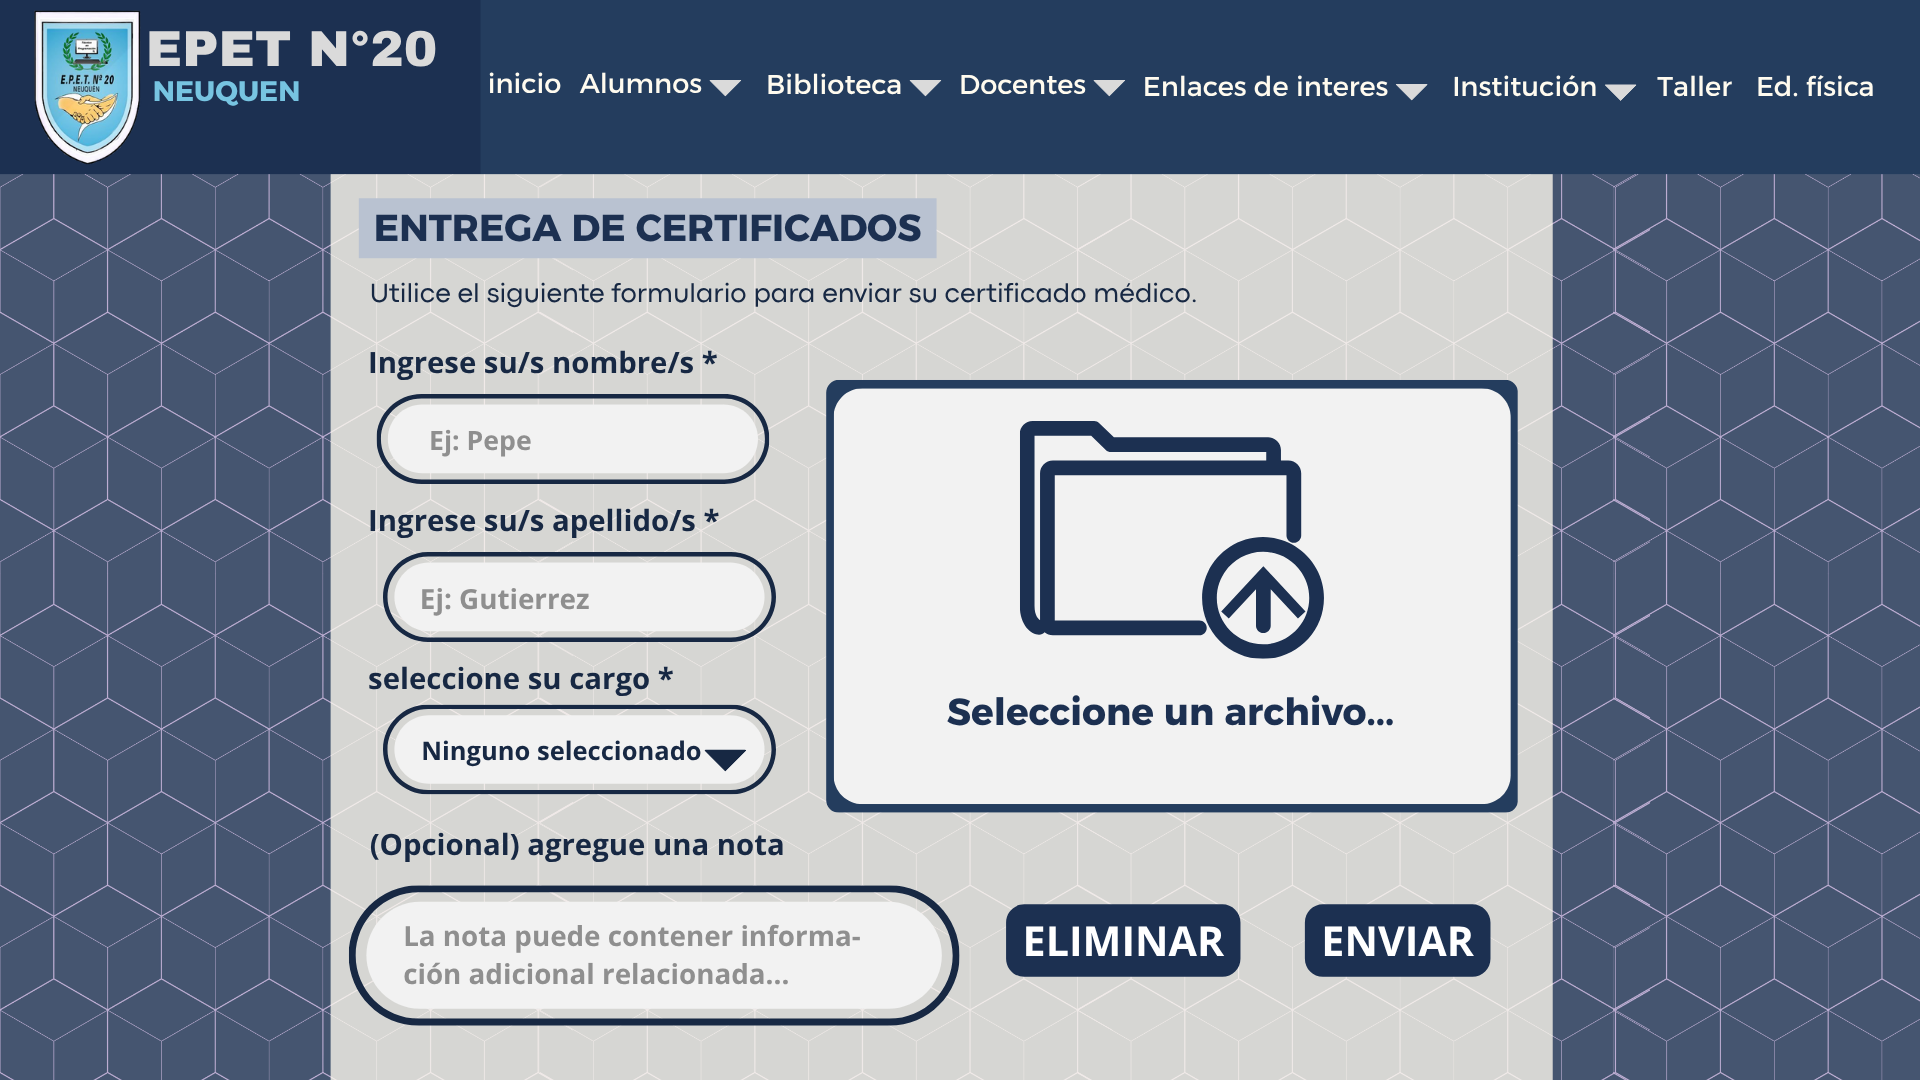 E.P.E.T. Nº 20
NEUQUÉN
EPET N°20
NEUQUEN
inicio Alumnos Biblioteca Docentes Enlaces de interes Institución Taller Ed. física
ENTREGA DE CERTIFICADOS
Utilice el siguiente formulario para enviar su certificado médico.
Ingrese su/s nombre/s *
Ej: Pepe
Ingrese su/s apellido/s *
Ej: Gutierrez
seleccione su cargo *
Ninguno seleccionado
Seleccione un archivo...
(Opcional) agregue una nota
La nota puede contener informa-
ción adicional relacionada...
ELIMINAR ENVIAR